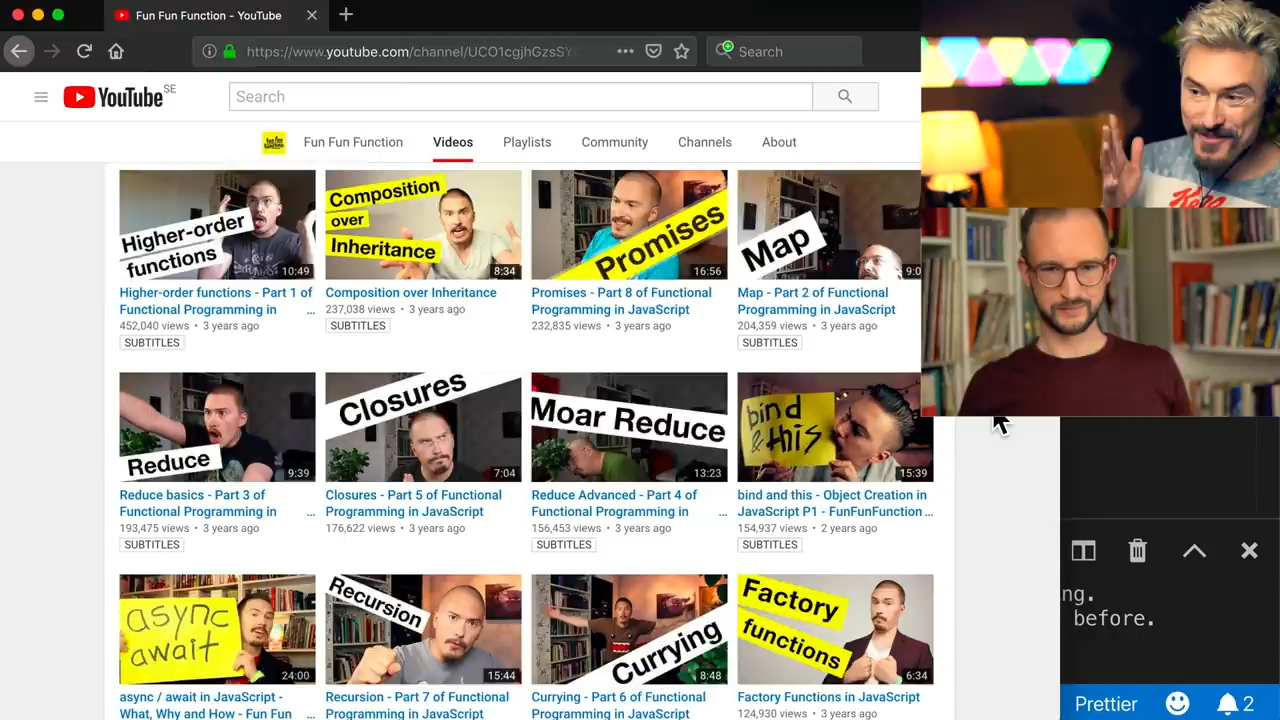 Fun Fun Function - YouTube
https://www.youtube.com/channel/UCO1cgjhGzsSY
Search
YouTube SE
Search
Fun Fun Function
Videos
Playlists
Community
Channels
About
Higher-order
functions
10:49
Higher-order functions - Part 1 of
Functional Programming in ...
452,040 views • 3 years ago
SUBTITLES
Composition
over
Inheritance
8:34
Composition over Inheritance
237,038 views • 3 years ago
SUBTITLES
Promises
16:56
Promises - Part 8 of Functional
Programming in JavaScript
232,835 views • 3 years ago
Map
9:0
Map - Part 2 of Functional
Programming in JavaScript
204,359 views • 3 years ago
SUBTITLES
Reduce
9:39
Reduce basics - Part 3 of
Functional Programming in ...
193,475 views • 3 years ago
SUBTITLES
Closures
7:04
Closures - Part 5 of Functional
Programming in JavaScript
176,622 views • 3 years ago
Moar Reduce
13:23
Reduce Advanced - Part 4 of
Functional Programming in ...
156,453 views • 3 years ago
SUBTITLES
bind
& this
15:39
bind and this - Object Creation in
JavaScript P1 - FunFunFunction ...
154,937 views • 2 years ago
SUBTITLES
async
await
24:00
async / await in JavaScript -
What, Why and How - Fun Fun
Recursion
15:44
Recursion - Part 7 of Functional
Programming in JavaScript
Currying
8:48
Currying - Part 6 of Functional
Programming in JavaScript
Factory
functions
6:34
Factory Functions in JavaScript
124,930 views • 3 years ago
ng.
before.
Prettier
2